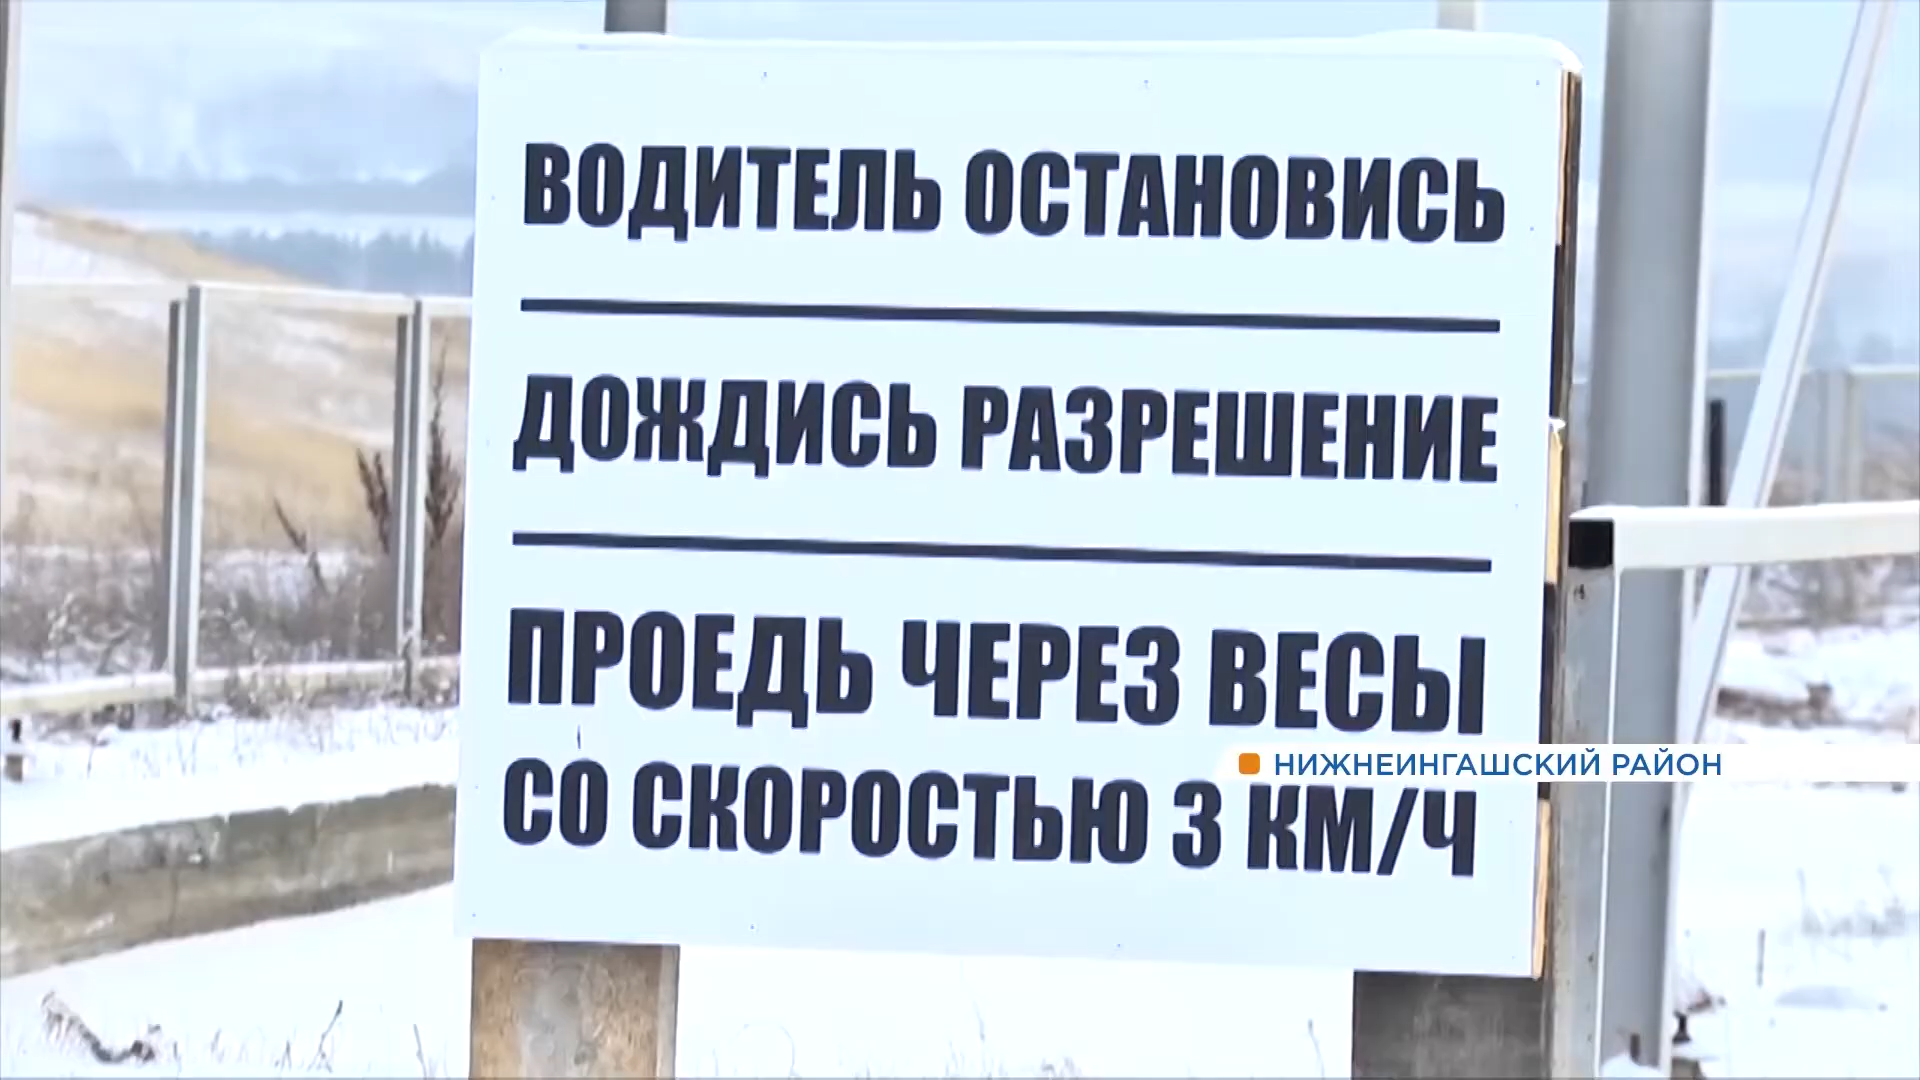 ВОДИТЕЛЬ ОСТАНОВИСЬ
ДОЖДИСЬ РАЗРЕШЕНИЕ
ПРОЕДЬ ЧЕРЕЗ ВЕСЫ
НИЖНЕИНГАШСКИЙ РАЙОН
СО СКОРОСТЬЮ 3 КМ/Ч